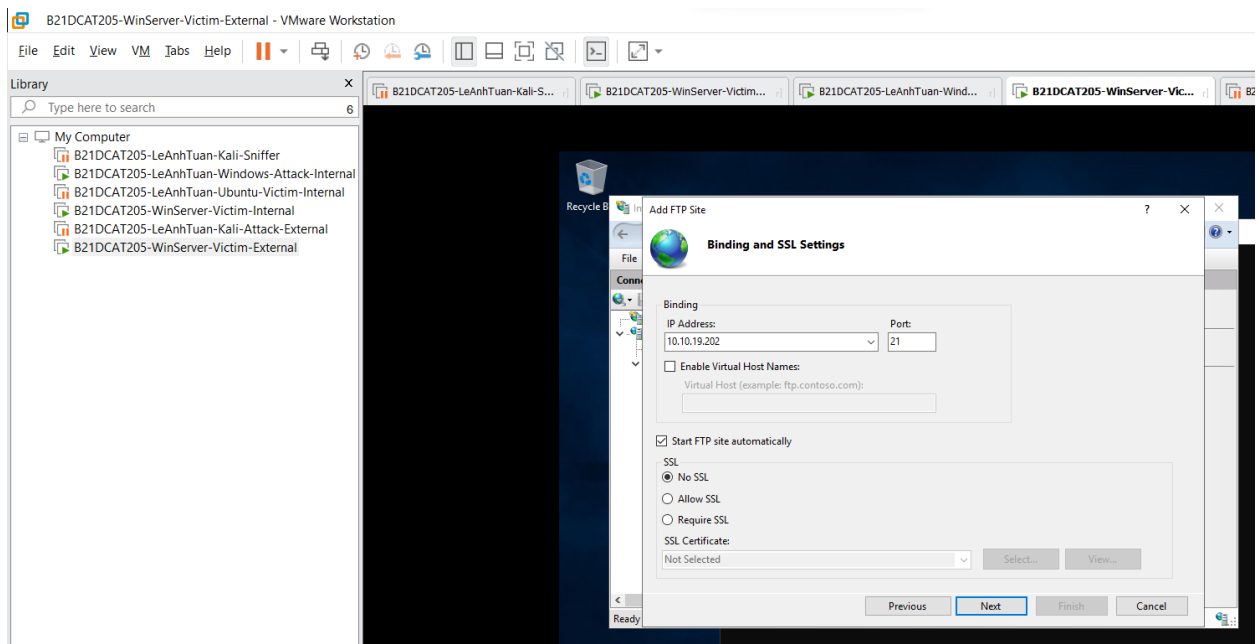 B21DCAT205-WinServer-Victim-External - VMware Workstation
File Edit View VM Tabs Help
Library X
Type here to search 6
My Computer
B21DCAT205-LeAnhTuan-Kali-Sniffer
B21DCAT205-LeAnhTuan-Windows-Attack-Internal
B21DCAT205-LeAnhTuan-Ubuntu-Victim-Internal
B21DCAT205-WinServer-Victim-Internal
B21DCAT205-LeAnhTuan-Kali-Attack-External
B21DCAT205-WinServer-Victim-External
B21DCAT205-LeAnhTuan-Kali-S... B21DCAT205-WinServer-Victim... B21DCAT205-LeAnhTuan-Wind... B21DCAT205-WinServer-Vic... B2
Recycle B
In
File
Conn
Ready
Add FTP Site ? X
Binding and SSL Settings
Binding
IP Address: Port:
10.10.19.202 21
Enable Virtual Host Names:
Virtual Host (example: ftp.contoso.com):
Start FTP site automatically
SSL
No SSL
Allow SSL
Require SSL
SSL Certificate:
Not Selected Select... View...
Previous Next Finish Cancel